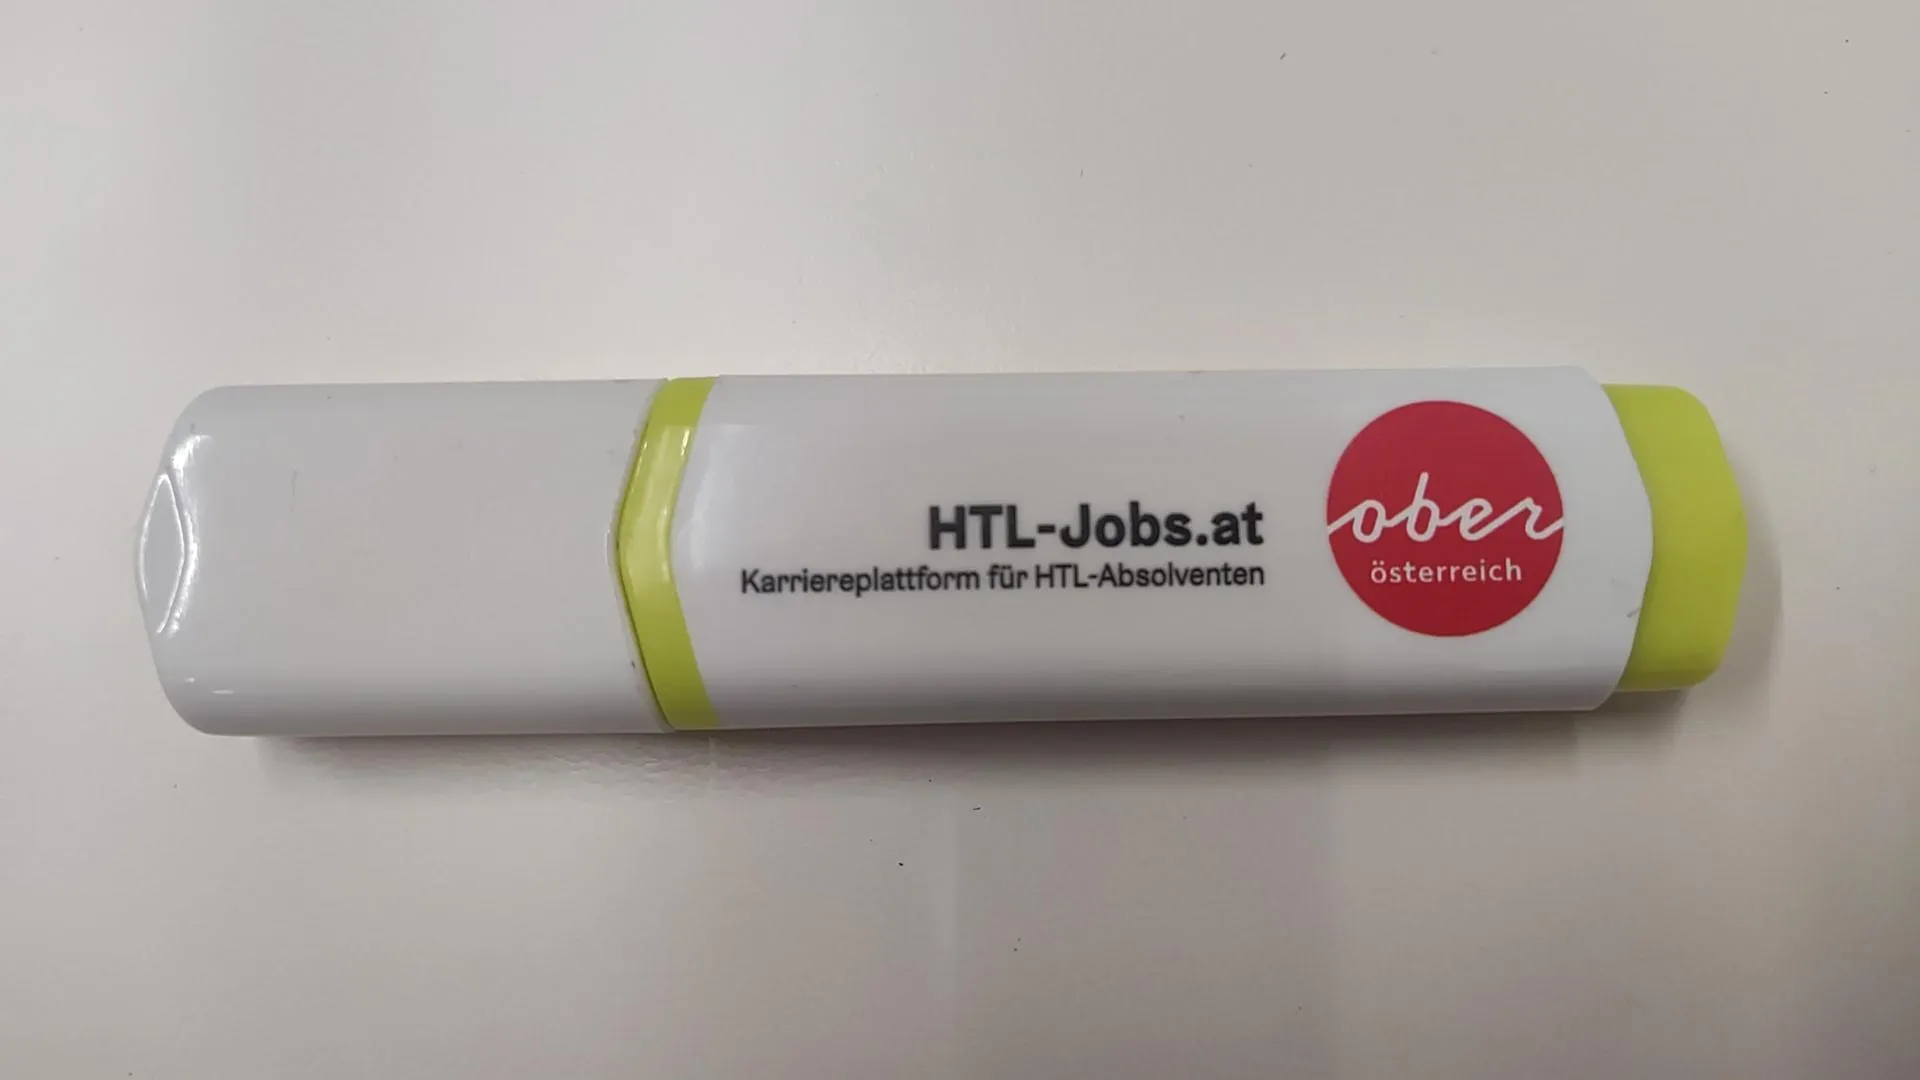 HTL-Jobs.at
Karriereplattform für HTL-Absolventen
ober
österreich